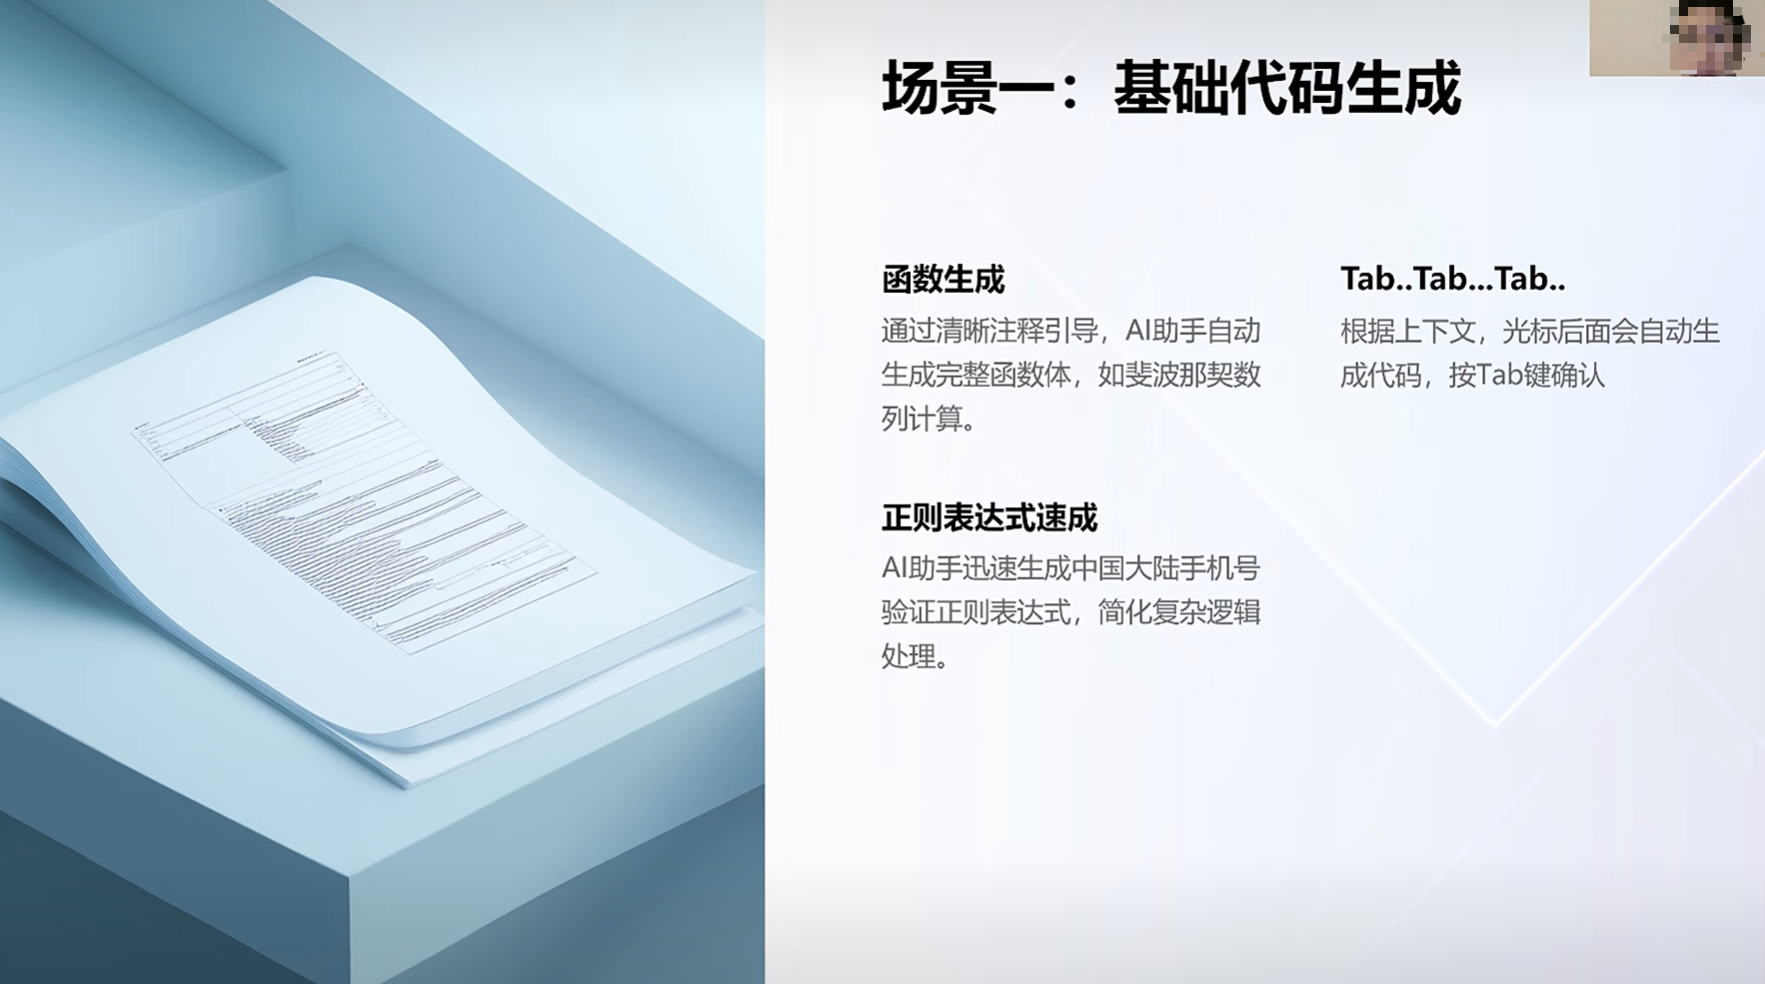 场景一：基础代码生成
函数生成
通过清晰注释引导，AI助手自动
生成完整函数体，如斐波那契数
列计算。
Tab..Tab...Tab..
根据上下文，光标后面会自动生
成代码，按Tab键确认
正则表达式速成
AI助手迅速生成中国大陆手机号
验证正则表达式，简化复杂逻辑
处理。